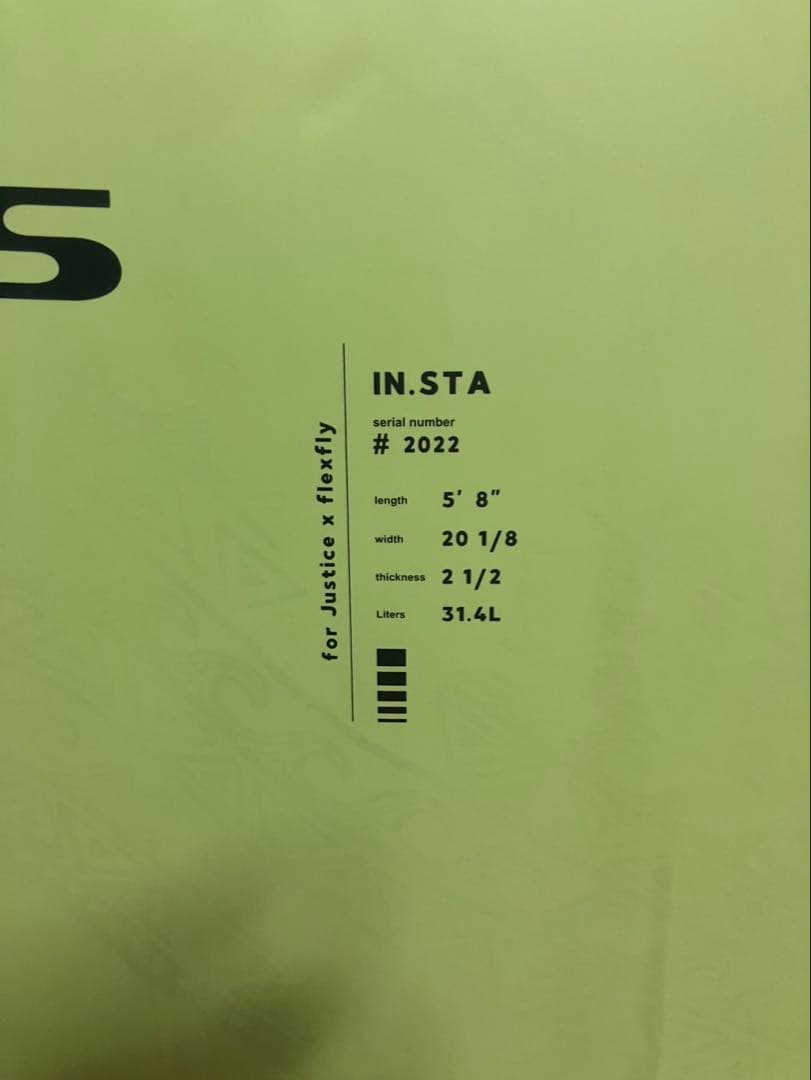 S
IN.STA
serial number
# 2022
length 5' 8"
width 20 1/8
thickness 2 1/2
Liters 31.4L
for Justice x flexfly